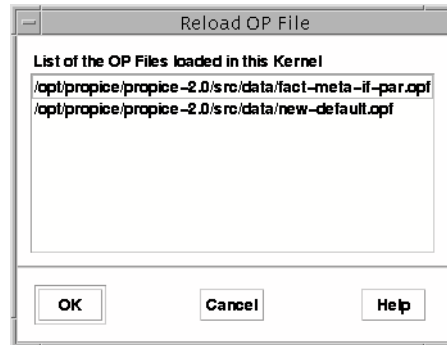 Reload OP File
List of the OP Files loaded in this Kernel
/opt/propice/propice-2.0/src/data/fact-meta-if-par.opf
/opt/propice/propice-2.0/src/data/new-default.opf
OK Cancel Help